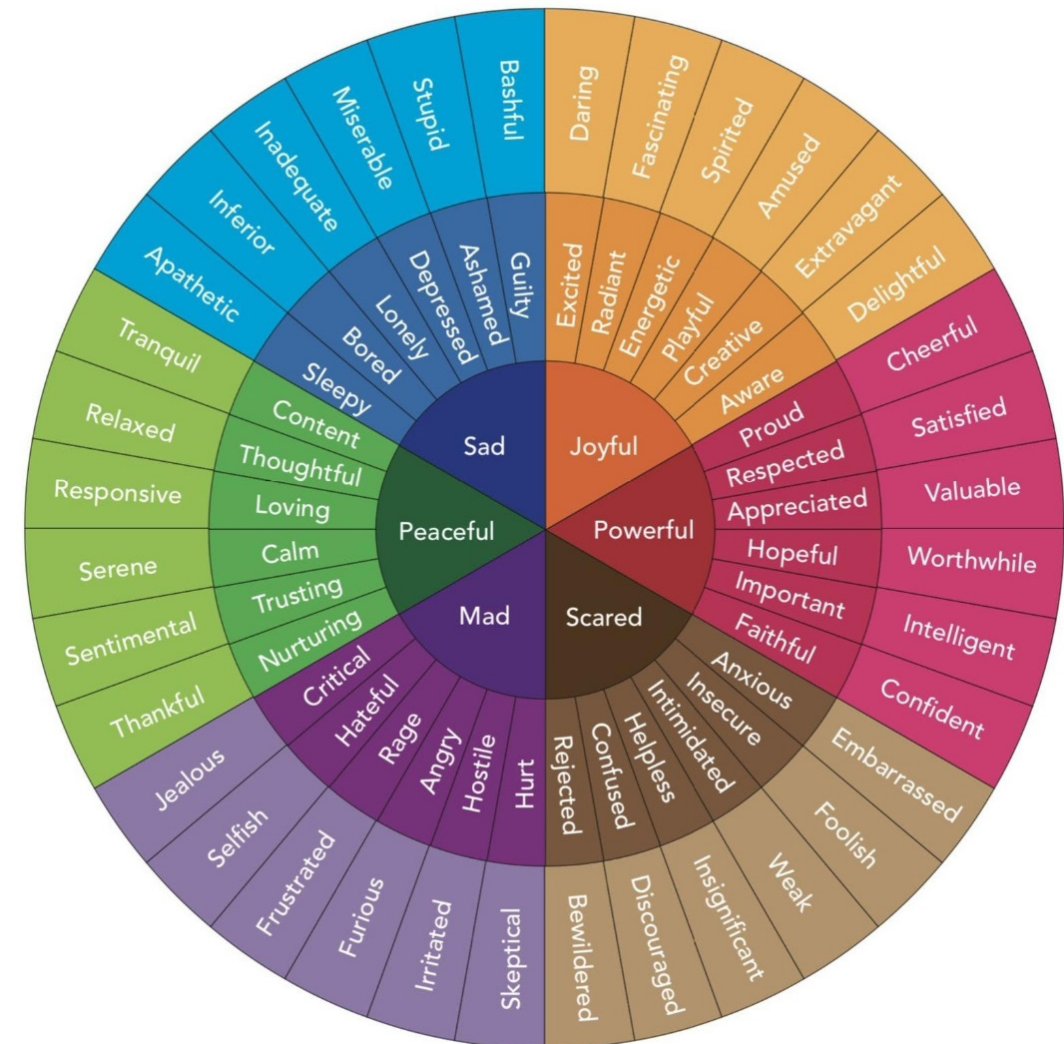 Bashful
Stupid
Miserable
Inadequate
Inferior
Apathetic
Guilty
Ashamed
Depressed
Lonely
Bored
Sleepy
Sad
Daring
Fascinating
Spirited
Amused
Extravagant
Delightful
Excited
Radiant
Energetic
Playful
Creative
Aware
Joyful
Cheerful
Satisfied
Valuable
Worthwhile
Intelligent
Confident
Proud
Respected
Appreciated
Hopeful
Important
Faithful
Powerful
Embarrassed
Foolish
Weak
Insignificant
Discouraged
Bewildered
Anxious
Insecure
Intimidated
Helpless
Confused
Rejected
Scared
Skeptical
Irritated
Furious
Frustrated
Selfish
Jealous
Hurt
Hostile
Angry
Rage
Hateful
Critical
Mad
Thankful
Sentimental
Serene
Responsive
Relaxed
Tranquil
Nurturing
Trusting
Calm
Loving
Thoughtful
Content
Peaceful